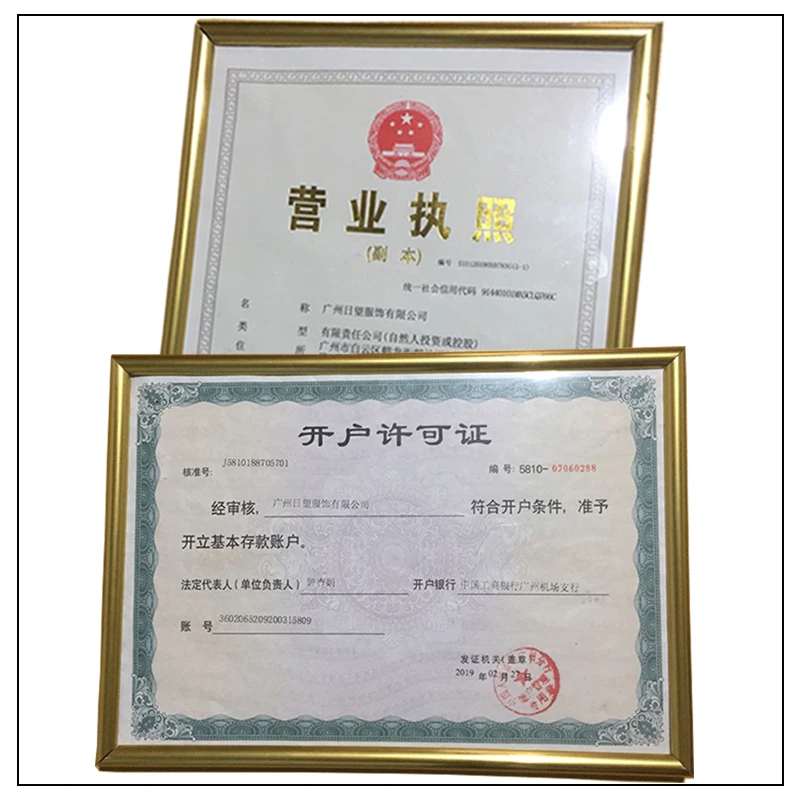 营业执照
(副 本)
统一社会信用代码
名 称 广州日望服饰有限公司
类 型 有限责任公司(自然人投资或控股)
住 所 广州市白云区
开户许可证
核准号: J5810188705701
编 号: 5810-07060288
经审核, 广州日望服饰有限公司 符合开户条件, 准予
开立基本存款账户。
法定代表人(单位负责人) 开户银行 中国工商银行广州机场支行
账 号 3602065209200315809
发证机关(盖章)
2019 年 02 月 27 日